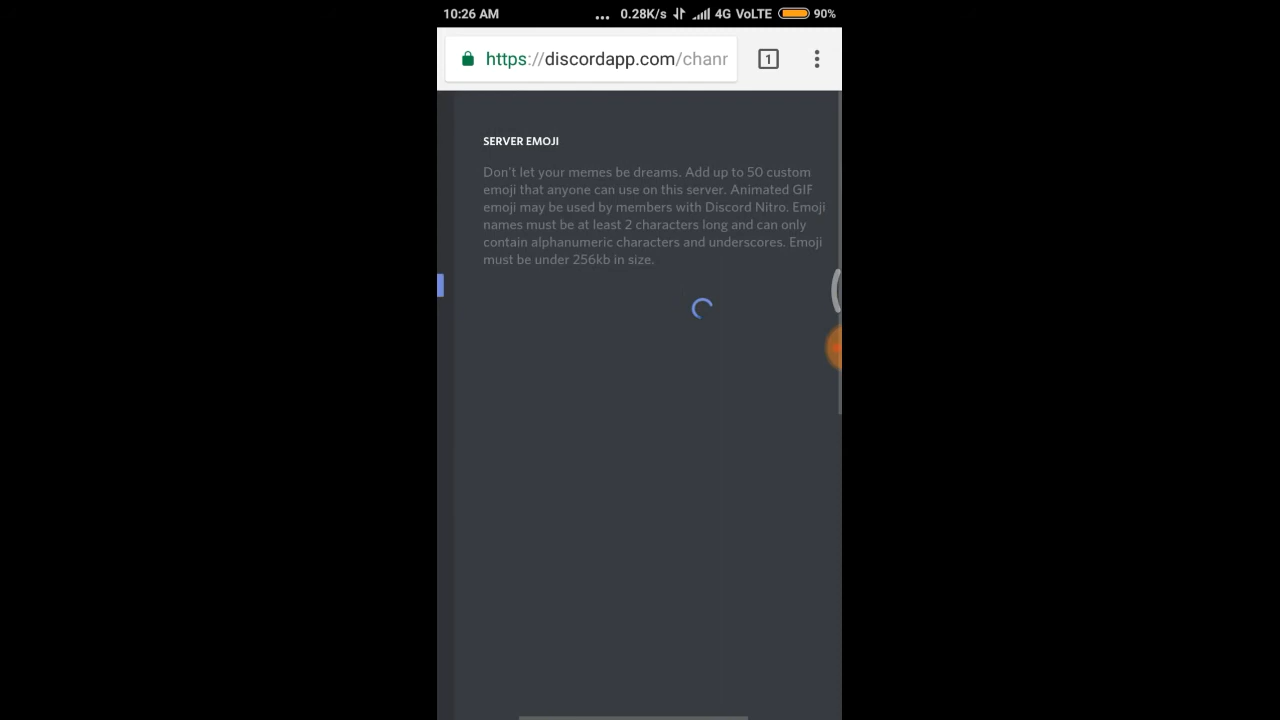 10:26 AM ... 0.28K/s 4G VoLTE 90%
https://discordapp.com/chanr
1
SERVER EMOJI
Don't let your memes be dreams. Add up to 50 custom
emoji that anyone can use on this server. Animated GIF
emoji may be used by members with Discord Nitro. Emoji
names must be at least 2 characters long and can only
contain alphanumeric characters and underscores. Emoji
must be under 256kb in size.